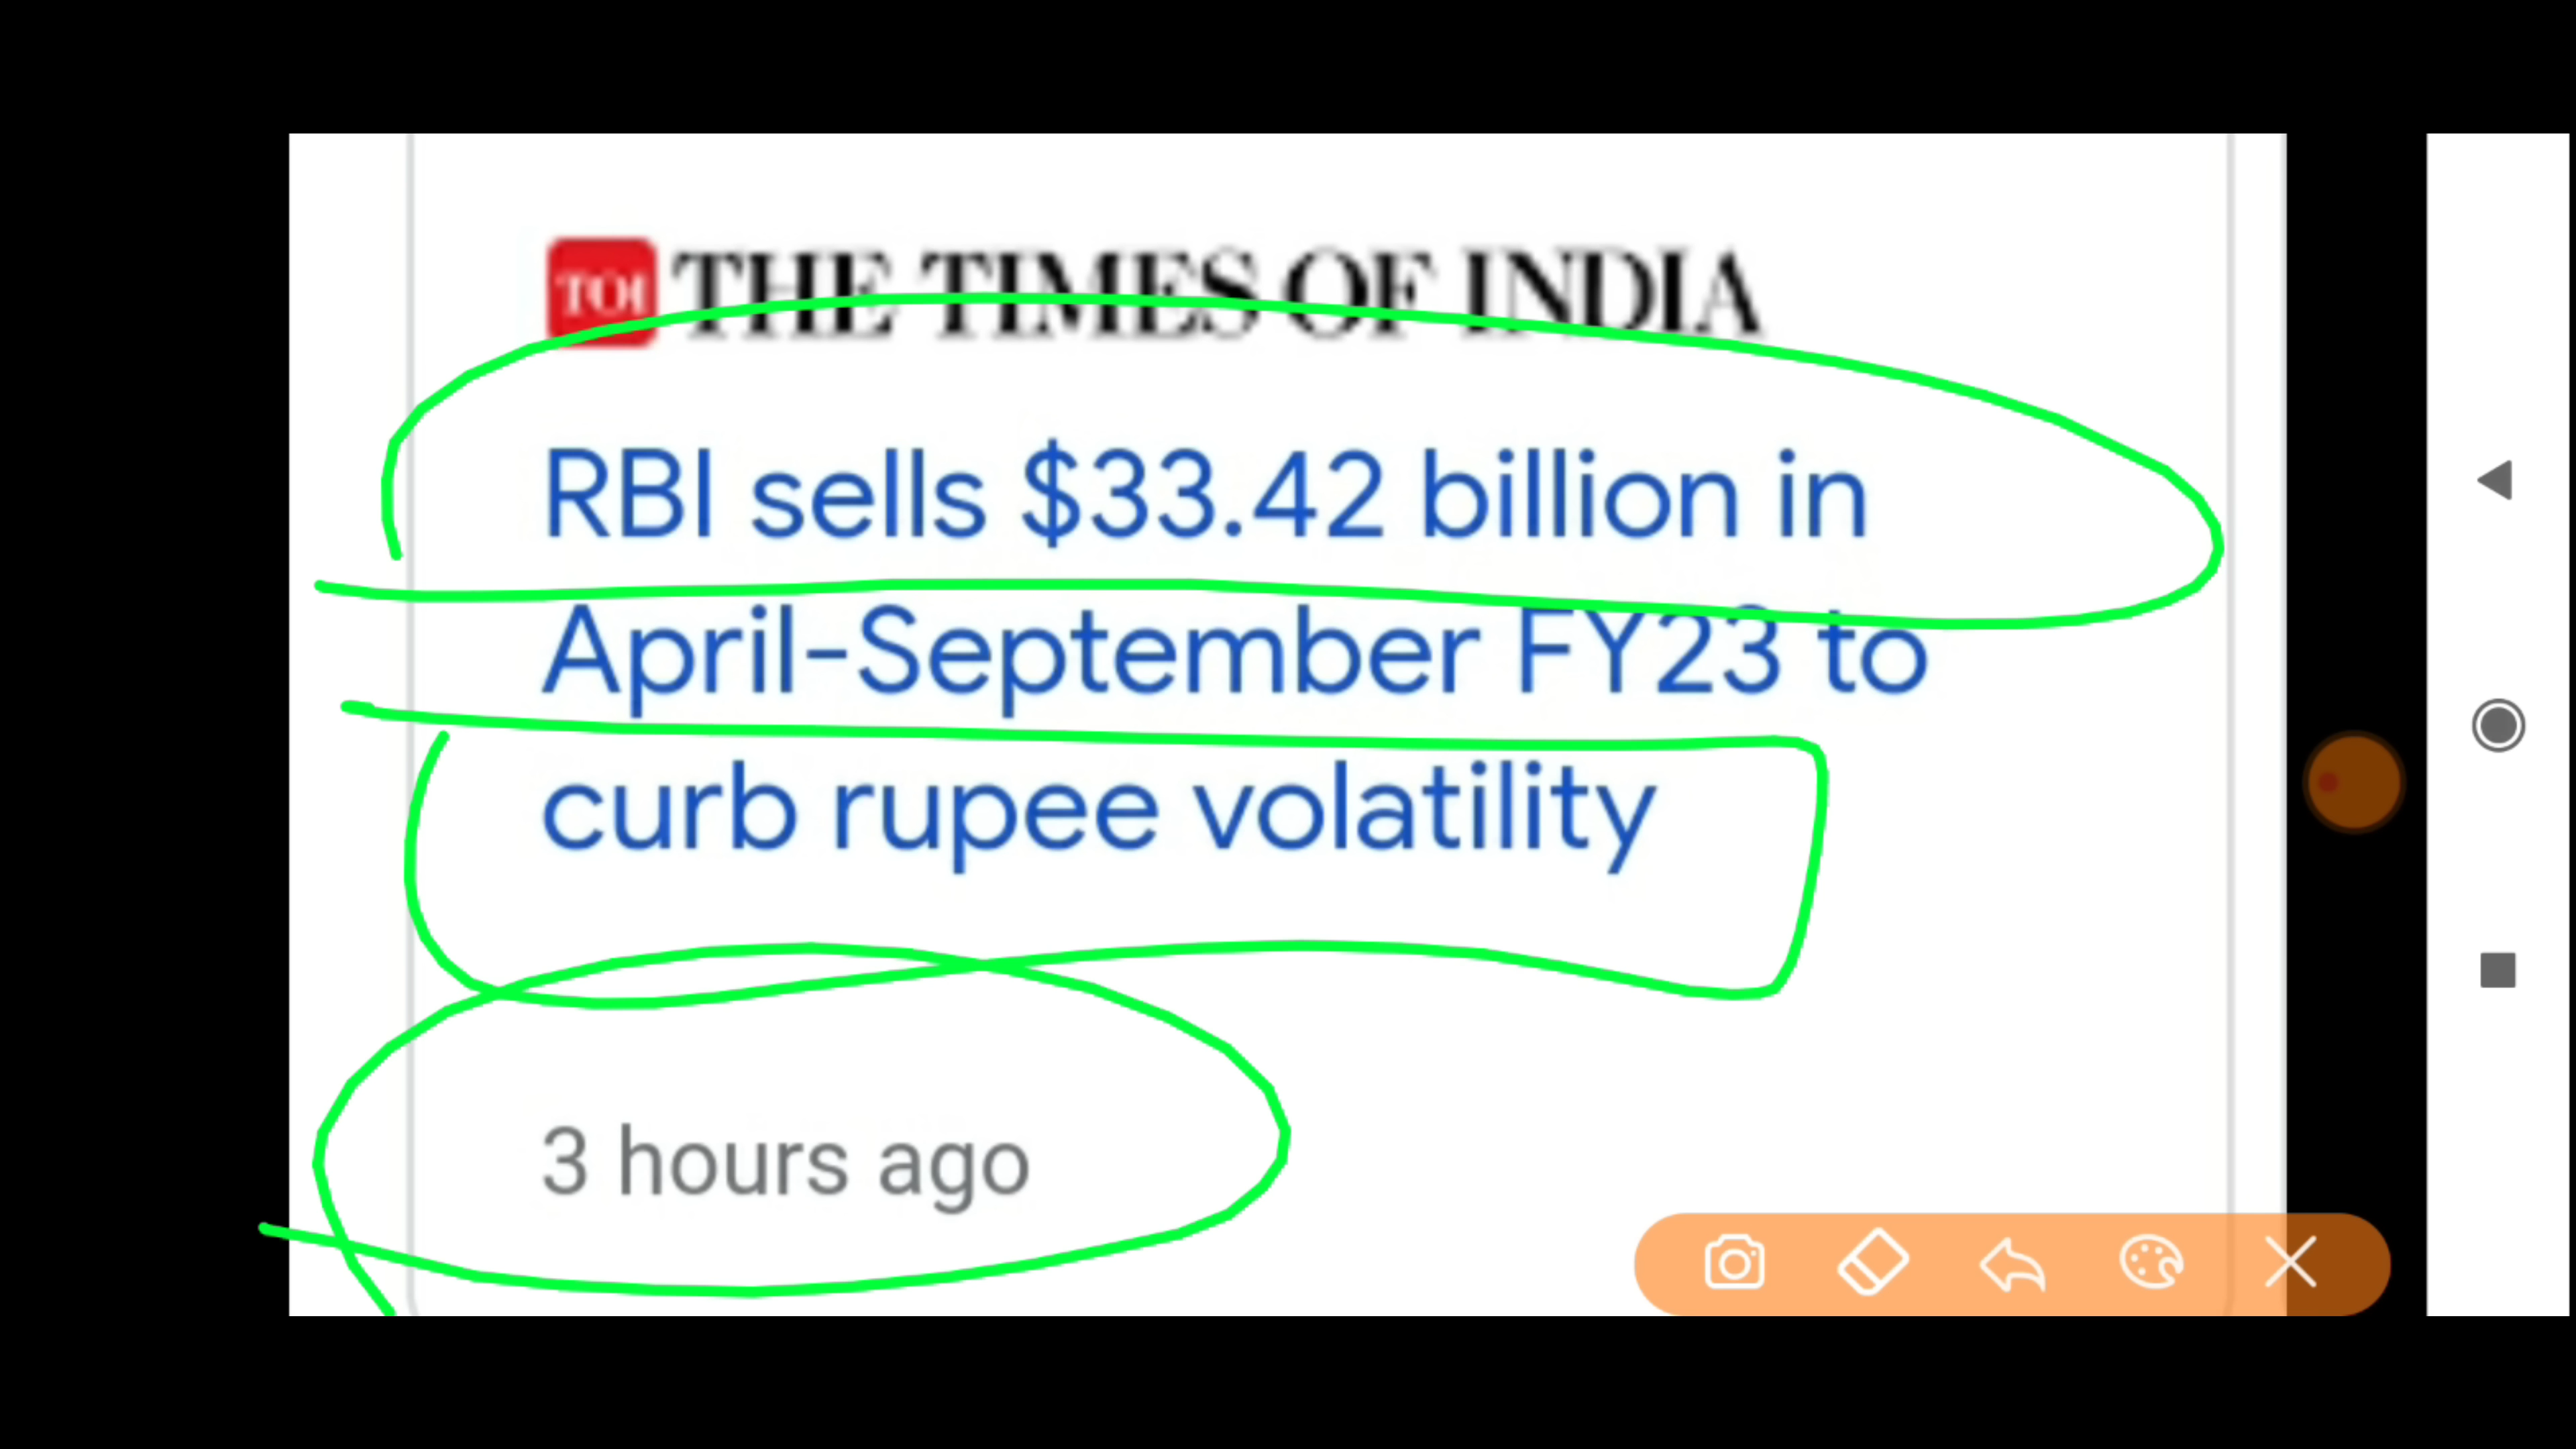 TOI THE TIMES OF INDIA
RBI sells $33.42 billion in
April-September FY23 to
curb rupee volatility
3 hours ago